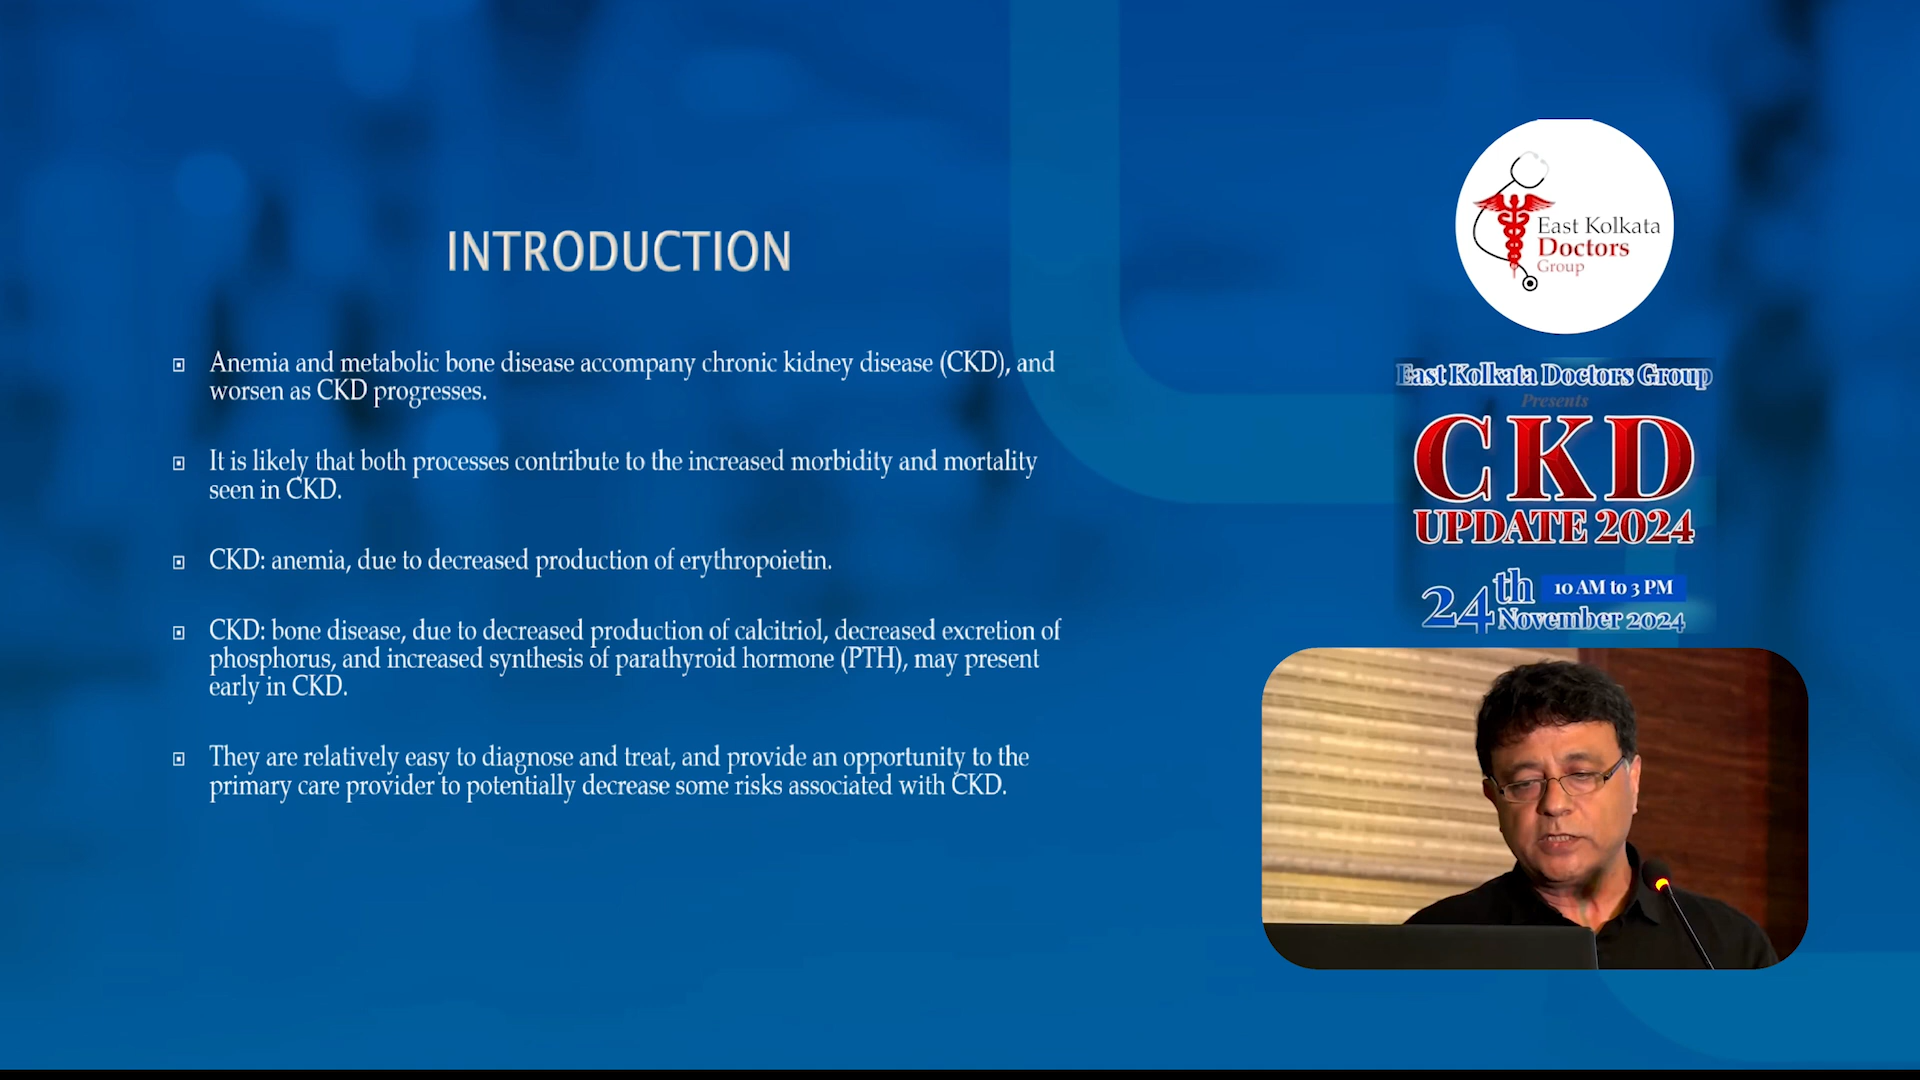 INTRODUCTION
Anemia and metabolic bone disease accompany chronic kidney disease (CKD), and
worsen as CKD progresses.
It is likely that both processes contribute to the increased morbidity and mortality
seen in CKD.
CKD: anemia, due to decreased production of erythropoietin.
CKD: bone disease, due to decreased production of calcitriol, decreased excretion of
phosphorus, and increased synthesis of parathyroid hormone (PTH), may present
early in CKD.
They are relatively easy to diagnose and treat, and provide an opportunity to the
primary care provider to potentially decrease some risks associated with CKD.
East Kolkata
Doctors
Group
East Kolkata Doctors Group
Presents
CKD
UPDATE 2024
24th 10 AM to 3 PM
November 2024